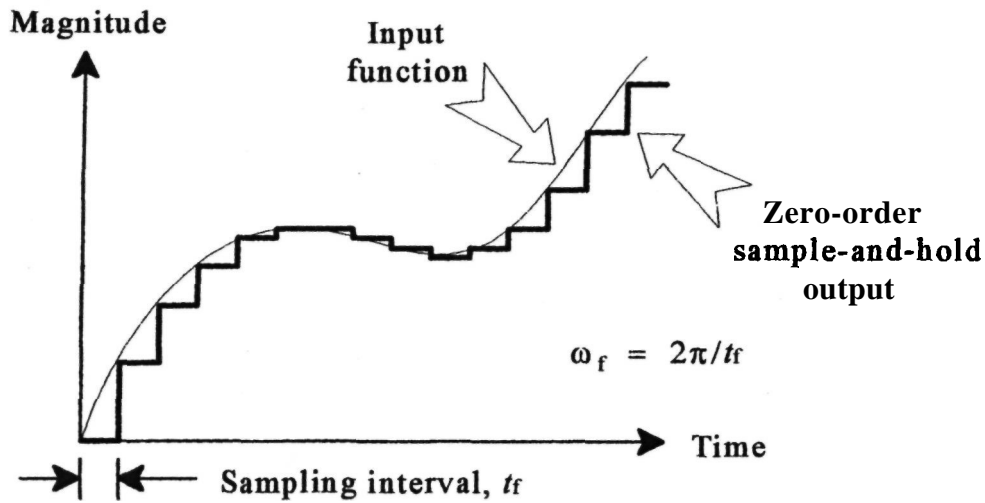 Magnitude
Input
function
Zero-order
sample-and-hold
output
ω_f = 2π/t_f
Time
Sampling interval, t_f